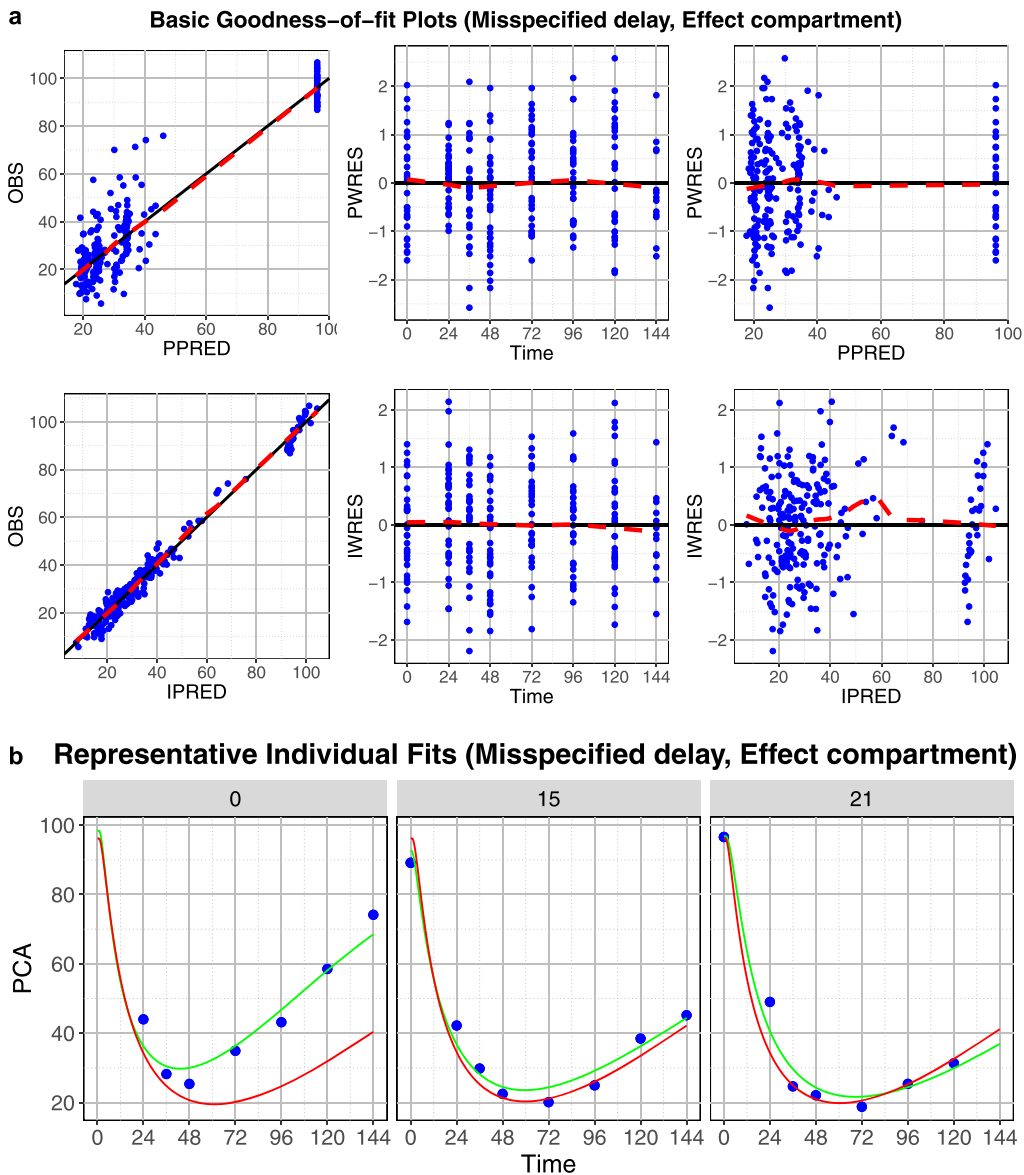 a
Basic Goodness−of−fit Plots (Misspecified delay, Effect compartment)
OBS
100
80
60
40
20
20 40 60 80 100
PPRED
PWRES
2
1
0
−1
−2
0 24 48 72 96 120 144
Time
PWRES
2
1
0
−1
−2
20 40 60 80 100
PPRED
OBS
100
80
60
40
20
20 40 60 80 100
IPRED
IWRES
2
1
0
−1
−2
0 24 48 72 96 120 144
Time
IWRES
2
1
0
−1
−2
20 40 60 80 100
IPRED
b
Representative Individual Fits (Misspecified delay, Effect compartment)
0 15 21
PCA
100
80
60
40
20
0 24 48 72 96 120 144 0 24 48 72 96 120 144 0 24 48 72 96 120 144
Time